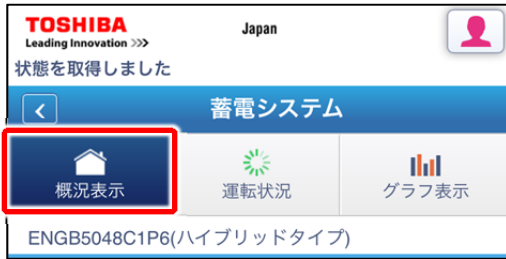 TOSHIBA
Leading Innovation >>>
Japan
状態を取得しました
蓄電システム
概況表示
運転状況
グラフ表示
ENGB5048C1P6(ハイブリッドタイプ)